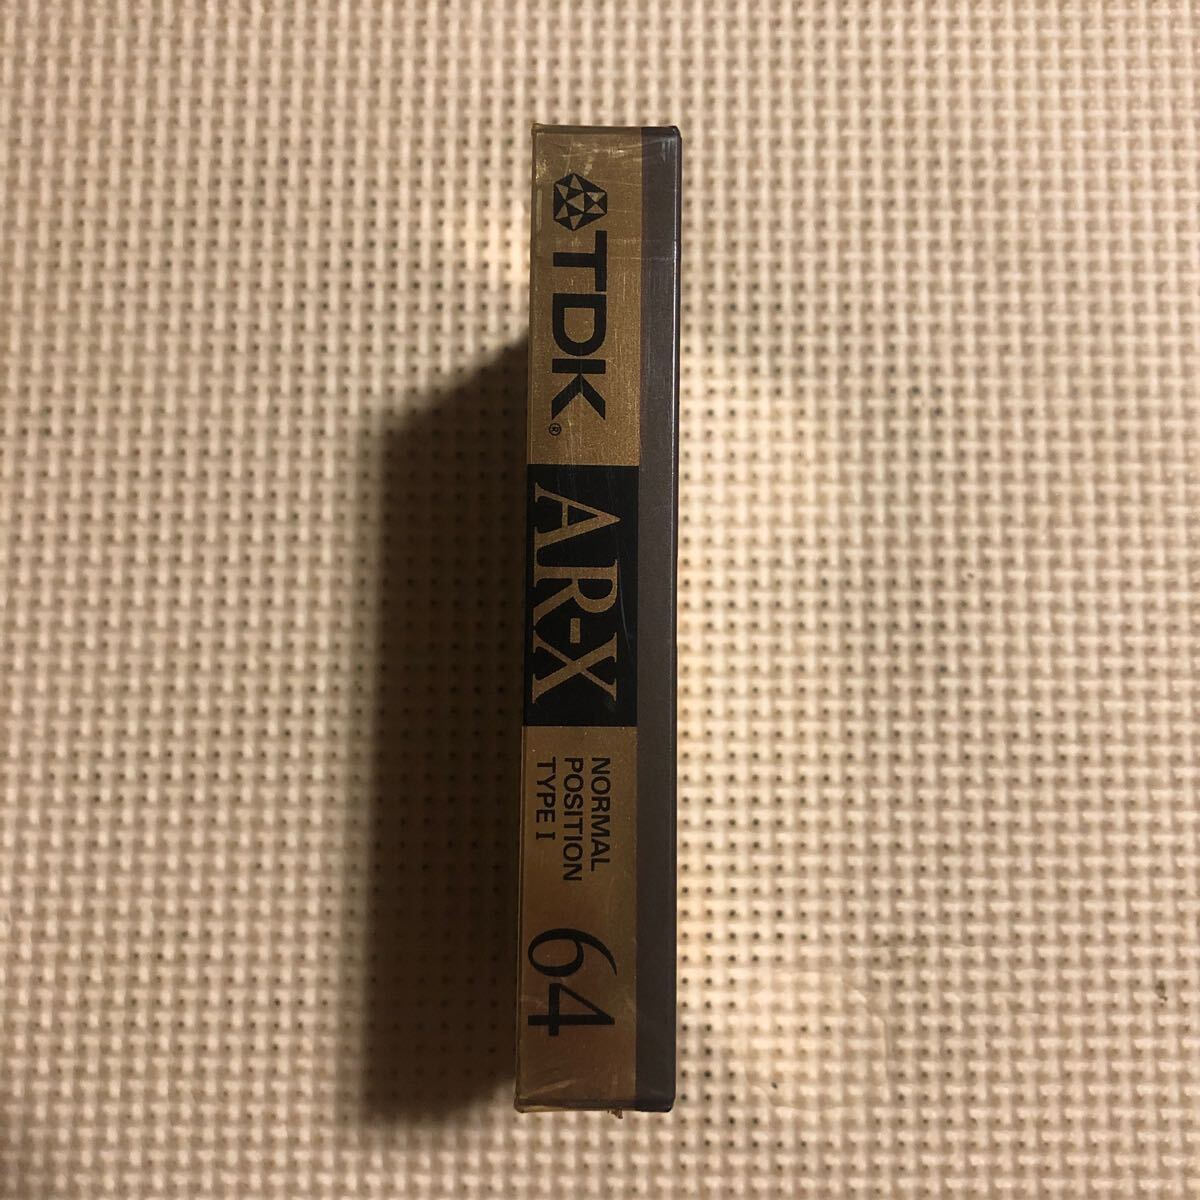 TDK®
AR-X
NORMAL
POSITION
TYPE I
64